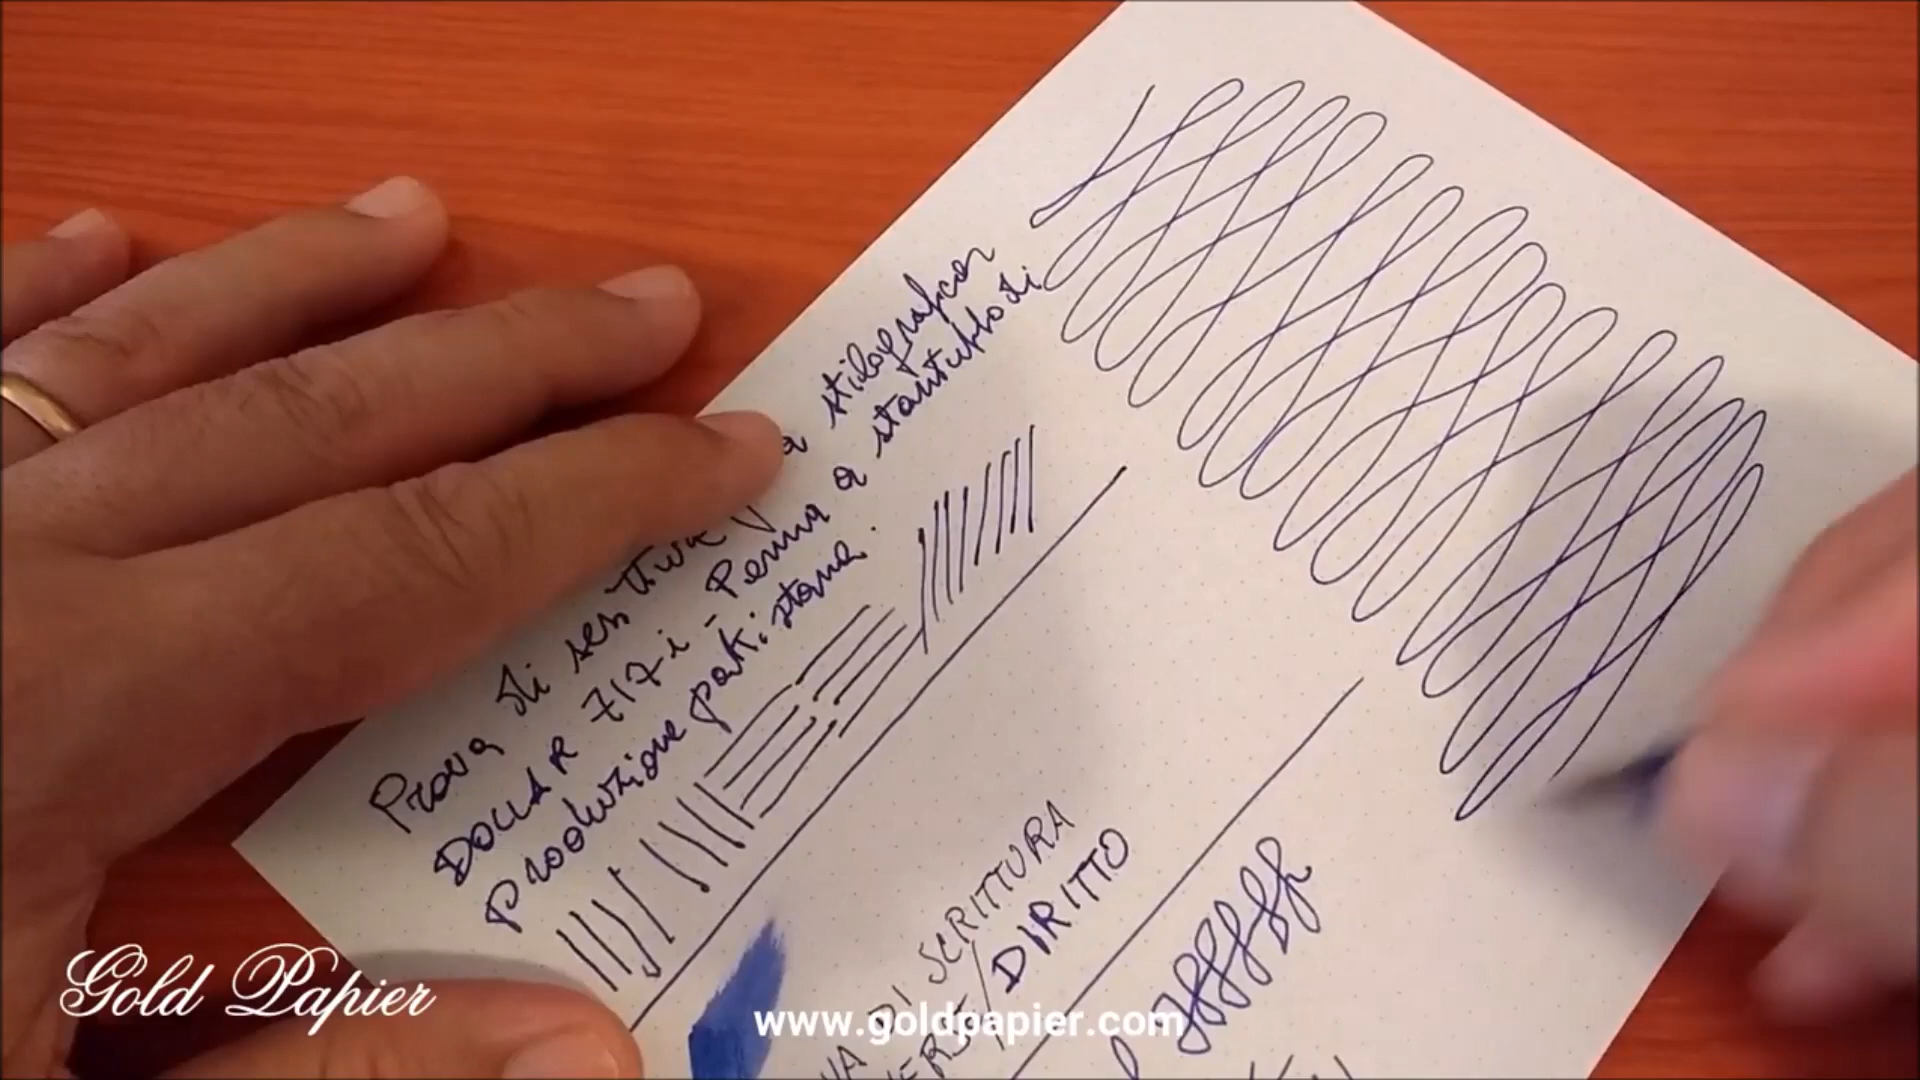 Prova di scrittura a stilografica
DOLLAR 717i - Penna a stantuffo di
produzione pakistana.
DI SCRITTURA
DIRITTO
Gold Papier
www.goldpapier.com